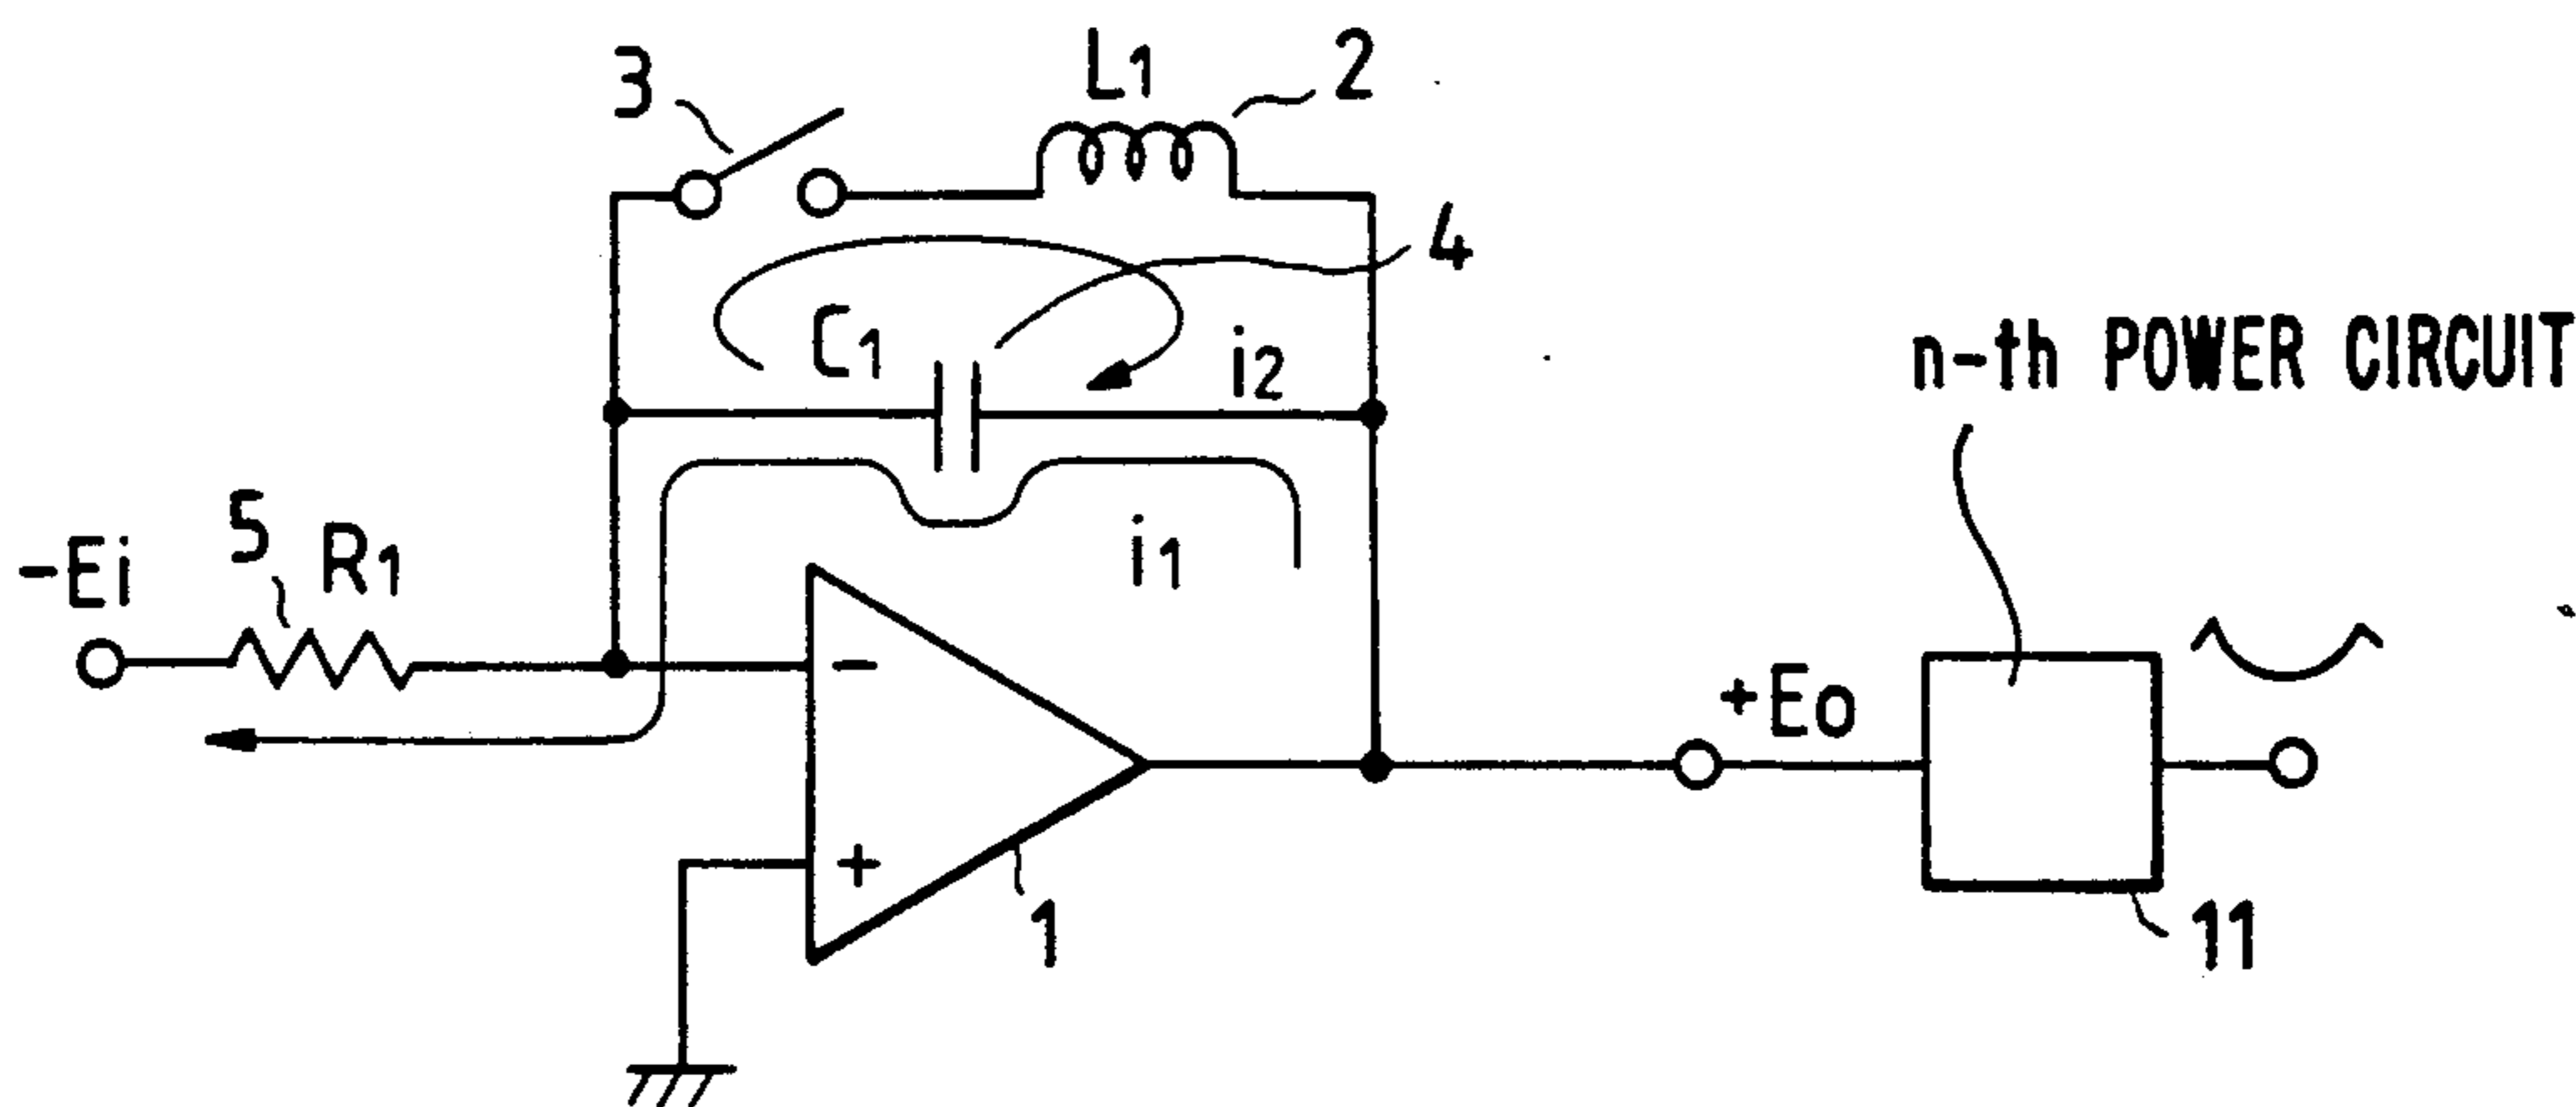 3
L1
2
4
C1
i2
n-th POWER CIRCUIT
5
R1
-Ei
i1
-
+Eo
+
1
11